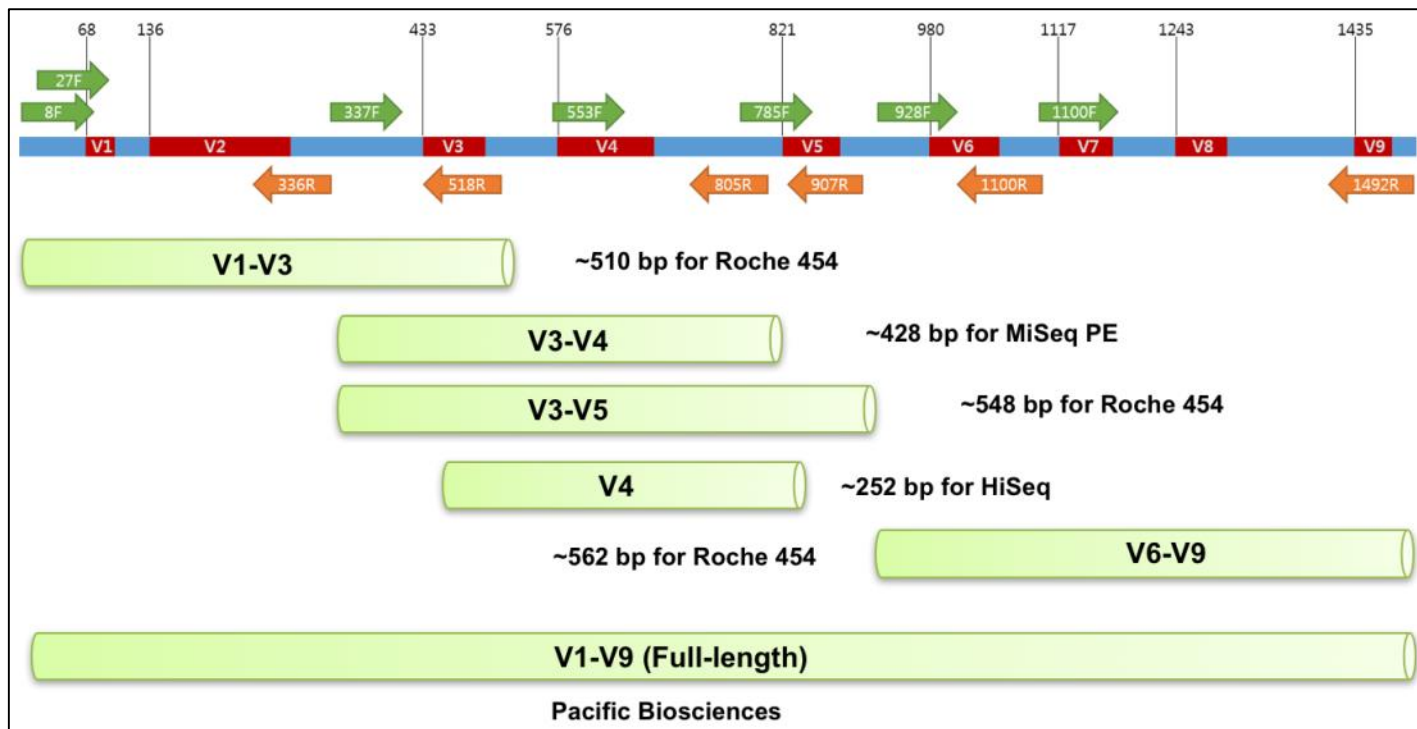 68 136 433 576 821 980 1117 1243 1435
27F
8F 337F 553F 785F 928F 1100F
V1 V2 V3 V4 V5 V6 V7 V8 V9
336R 518R 805R 907R 1100R 1492R
V1-V3 ~510 bp for Roche 454
V3-V4 ~428 bp for MiSeq PE
V3-V5 ~548 bp for Roche 454
V4 ~252 bp for HiSeq
~562 bp for Roche 454 V6-V9
V1-V9 (Full-length)
Pacific Biosciences